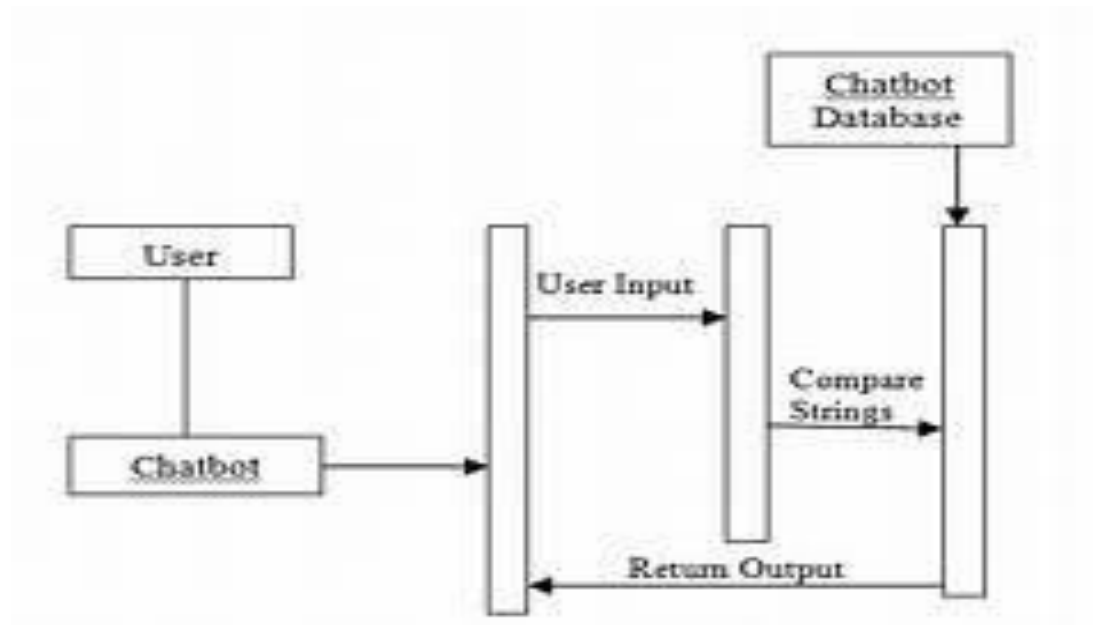 Chatbot
Database
User
User Input
Compare
Strings
Chatbot
Return Output